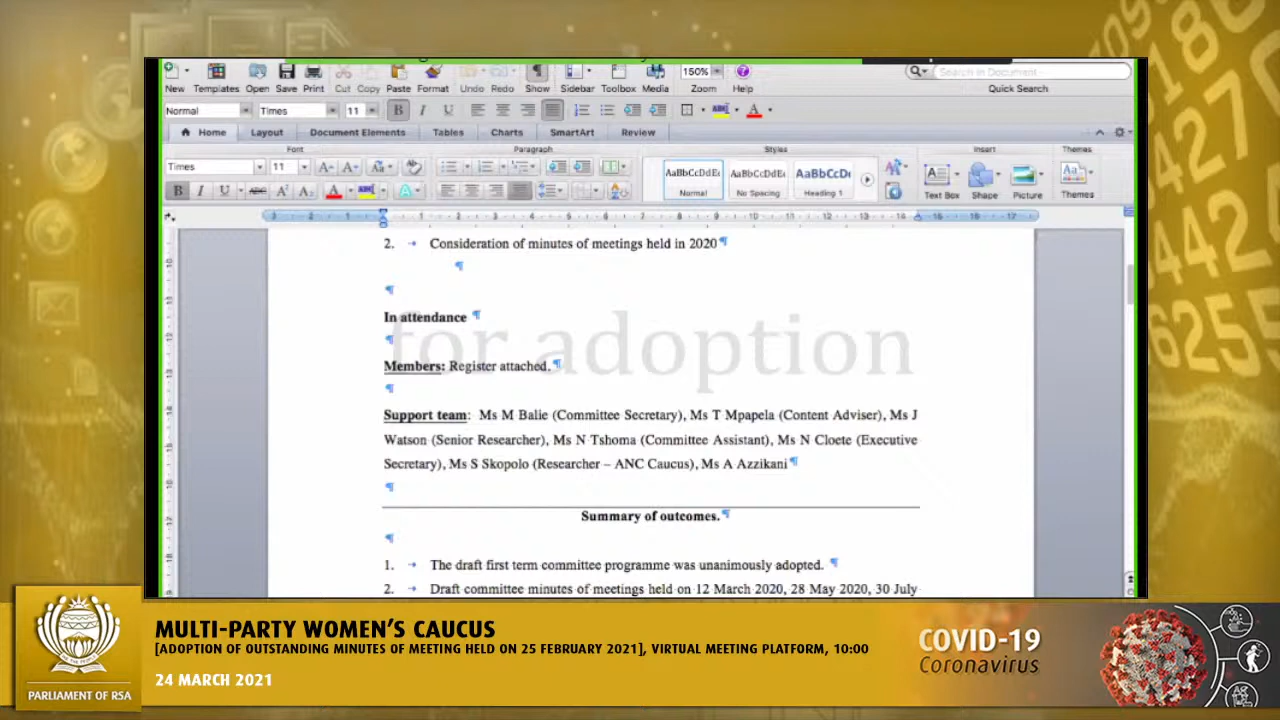 New Templates Open Save Print Cut Copy Paste Format Undo Redo Show Sidebar Toolbox Media Zoom Help
150%
Search in Document
Quick Search
Normal Times 11 B I U
Home Layout Document Elements Tables Charts SmartArt Review
Font Paragraph Styles Insert Themes
Times 11
AaBbCcDdEe AaBbCcDdEe AaBbCcDc
Normal No Spacing Heading 1 Text Box Shape Picture Themes
2. → Consideration of minutes of meetings held in 2020¶
¶
¶
In attendance ¶
¶
for adoption
Members: Register attached.¶
¶
Support team: Ms M Balie (Committee Secretary), Ms T Mpapela (Content Adviser), Ms J
Watson (Senior Researcher), Ms N Tshoma (Committee Assistant), Ms N Cloete (Executive
Secretary), Ms S Skopolo (Researcher – ANC Caucus), Ms A Azzikani¶
¶
Summary of outcomes.¶
¶
1. → The draft first term committee programme was unanimously adopted. ¶
2. → Draft committee minutes of meetings held on 12 March 2020, 28 May 2020, 30 July
MULTI-PARTY WOMEN'S CAUCUS
[ADOPTION OF OUTSTANDING MINUTES OF MEETING HELD ON 25 FEBRUARY 2021], VIRTUAL MEETING PLATFORM, 10:00
24 MARCH 2021
PARLIAMENT OF RSA
COVID-19
Coronavirus